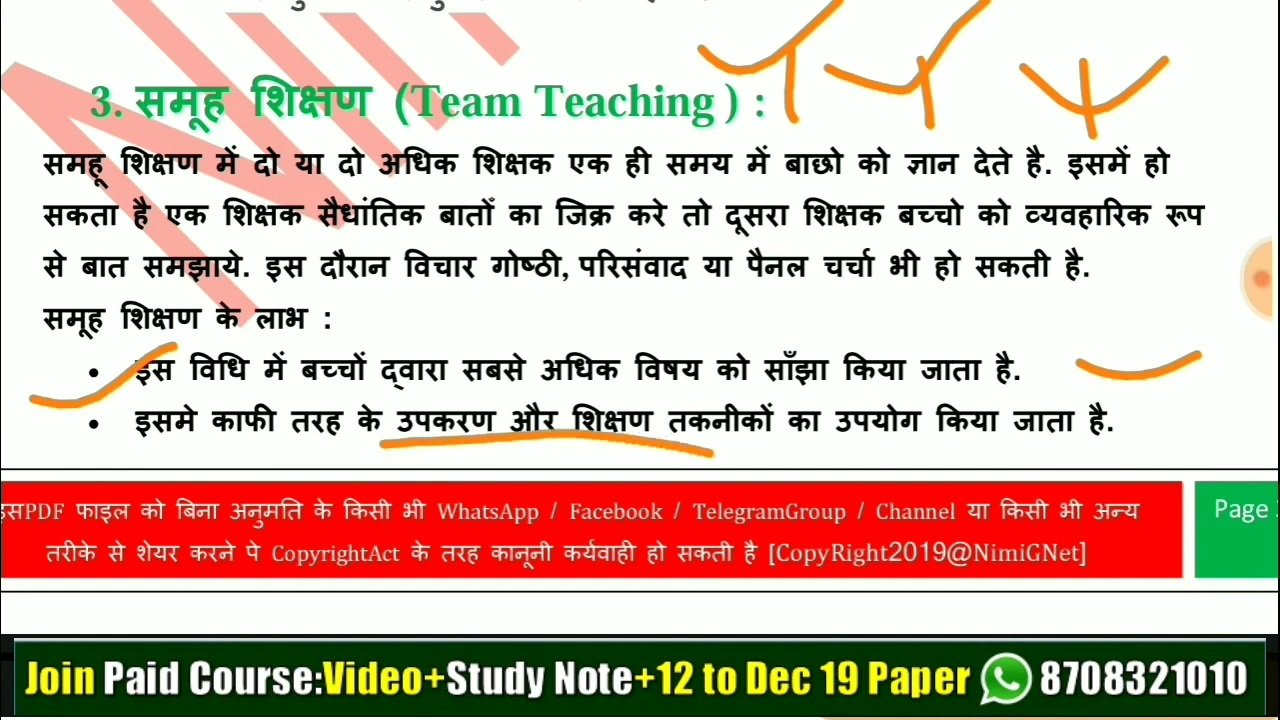 3. समूह शिक्षण (Team Teaching ) :
समहू शिक्षण में दो या दो अधिक शिक्षक एक ही समय में बाछो को ज्ञान देते है. इसमें हो
सकता है एक शिक्षक सैधांतिक बातों का जिक्र करे तो दूसरा शिक्षक बच्चो को व्यवहारिक रूप
से बात समझाये. इस दौरान विचार गोष्ठी, परिसंवाद या पैनल चर्चा भी हो सकती है.
समूह शिक्षण के लाभ :
• इस विधि में बच्चों द्वारा सबसे अधिक विषय को साँझा किया जाता है.
• इसमे काफी तरह के उपकरण और शिक्षण तकनीकों का उपयोग किया जाता है.
इसPDF फाइल को बिना अनुमति के किसी भी WhatsApp / Facebook / TelegramGroup / Channel या किसी भी अन्य
तरीके से शेयर करने पे CopyrightAct के तरह कानूनी कर्यवाही हो सकती है [CopyRight2019@NimiGNet]
Page
Join Paid Course:Video+Study Note+12 to Dec 19 Paper 8708321010